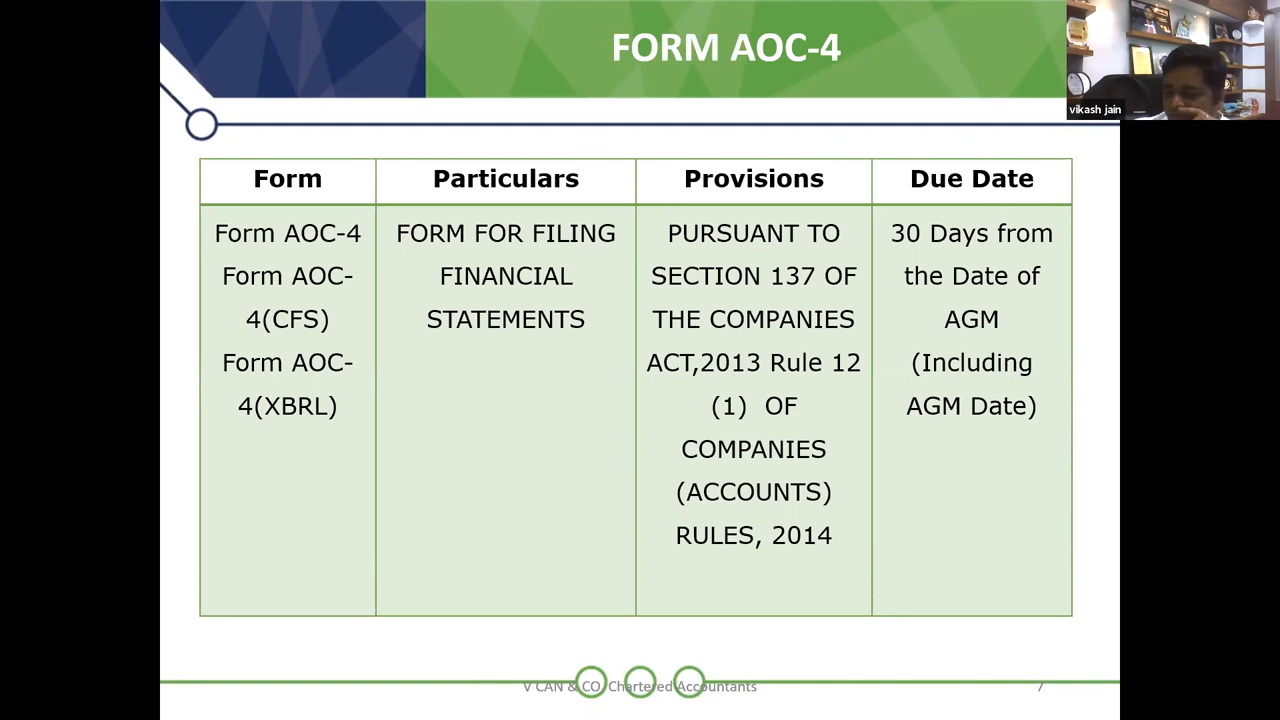 FORM AOC-4
vikash jain
Form
Particulars
Provisions
Due Date
Form AOC-4
Form AOC-
4(CFS)
Form AOC-
4(XBRL)
FORM FOR FILING
FINANCIAL
STATEMENTS
PURSUANT TO
SECTION 137 OF
THE COMPANIES
ACT,2013 Rule 12
(1) OF
COMPANIES
(ACCOUNTS)
RULES, 2014
30 Days from
the Date of
AGM
(Including
AGM Date)
V CAN & CO, Chartered Accountants
7